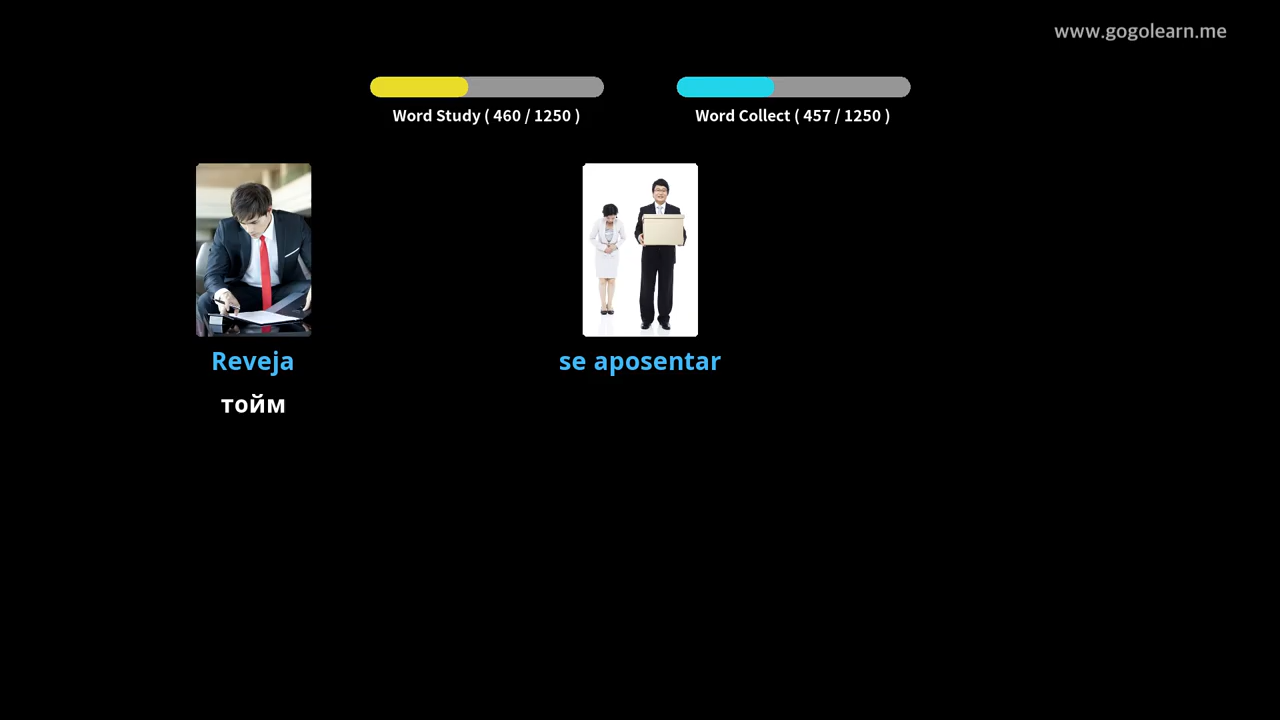 www.gogolearn.me
Word Study ( 460 / 1250 )
Word Collect ( 457 / 1250 )
Reveja
se aposentar
тойм